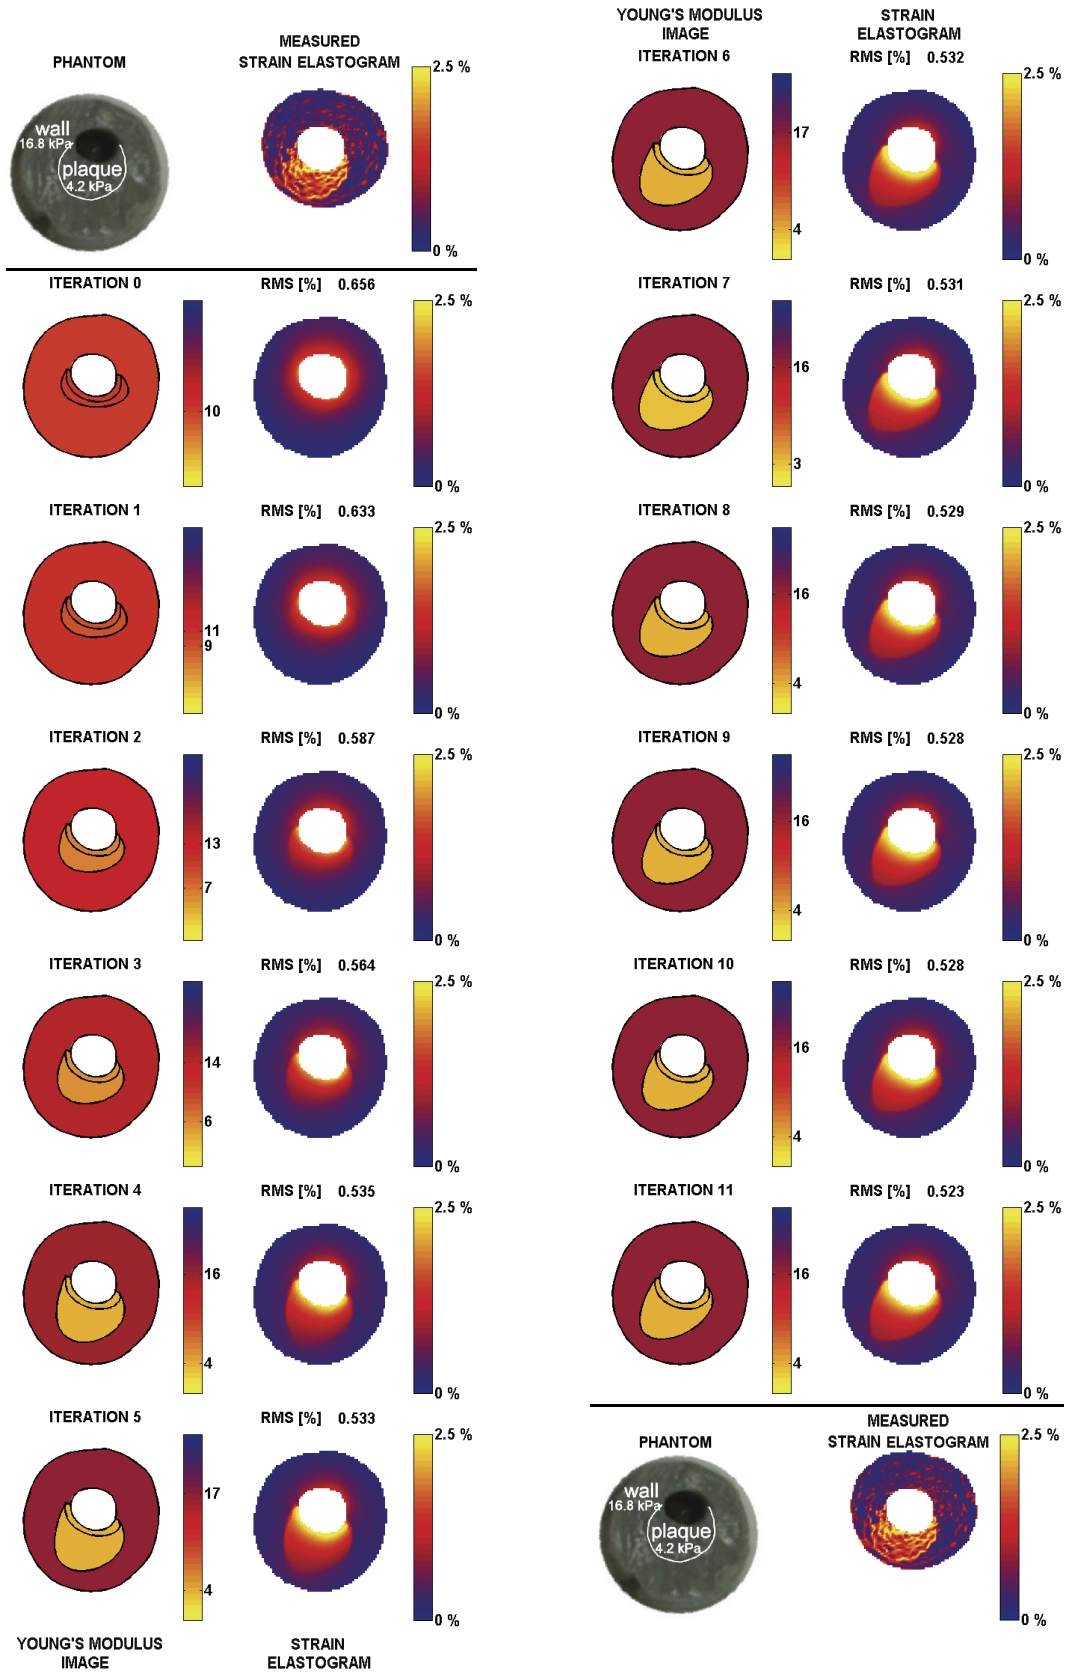 PHANTOM
MEASURED
STRAIN ELASTOGRAM
2.5 %
0 %
wall
16.8 kPa
plaque
4.2 kPa
ITERATION 0
RMS [%] 0.656
10
2.5 %
0 %
ITERATION 1
RMS [%] 0.633
11
9
2.5 %
0 %
ITERATION 2
RMS [%] 0.587
13
7
2.5 %
0 %
ITERATION 3
RMS [%] 0.564
14
6
2.5 %
0 %
ITERATION 4
RMS [%] 0.535
16
4
2.5 %
0 %
ITERATION 5
RMS [%] 0.533
17
4
2.5 %
0 %
YOUNG'S MODULUS
IMAGE
STRAIN
ELASTOGRAM
YOUNG'S MODULUS
IMAGE
STRAIN
ELASTOGRAM
ITERATION 6
RMS [%] 0.532
17
4
2.5 %
0 %
ITERATION 7
RMS [%] 0.531
16
3
2.5 %
0 %
ITERATION 8
RMS [%] 0.529
16
4
2.5 %
0 %
ITERATION 9
RMS [%] 0.528
16
4
2.5 %
0 %
ITERATION 10
RMS [%] 0.528
16
4
2.5 %
0 %
ITERATION 11
RMS [%] 0.523
16
4
2.5 %
0 %
PHANTOM
MEASURED
STRAIN ELASTOGRAM
2.5 %
0 %
wall
16.8 kPa
plaque
4.2 kPa